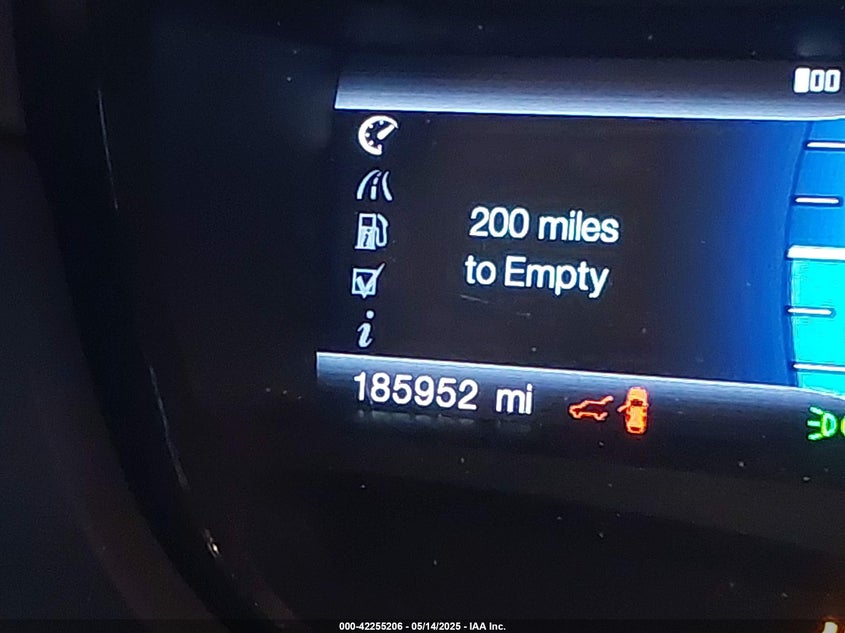 200 miles
to Empty
185952 mi
000-42255206 - 05/14/2025 - IAA Inc.